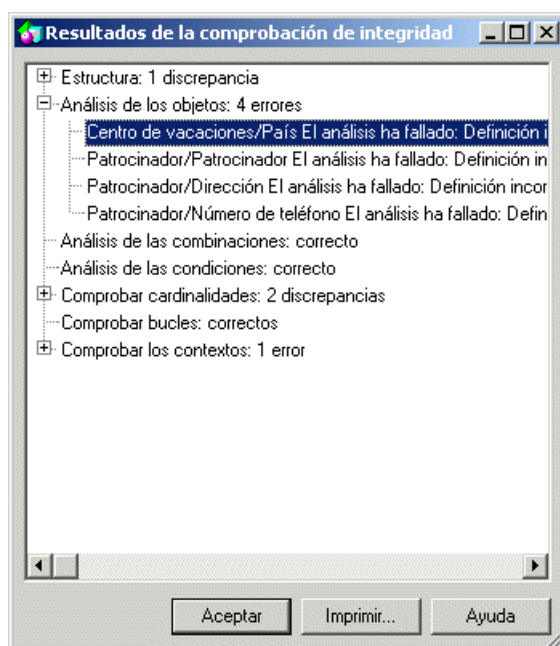 Resultados de la comprobación de integridad
Estructura: 1 discrepancia
Análisis de los objetos: 4 errores
Centro de vacaciones/País El análisis ha fallado: Definición i
Patrocinador/Patrocinador El análisis ha fallado: Definición in
Patrocinador/Dirección El análisis ha fallado: Definición incor
Patrocinador/Número de teléfono El análisis ha fallado: Defin
Análisis de las combinaciones: correcto
Análisis de las condiciones: correcto
Comprobar cardinalidades: 2 discrepancias
Comprobar bucles: correctos
Comprobar los contextos: 1 error
Aceptar
Imprimir...
Ayuda